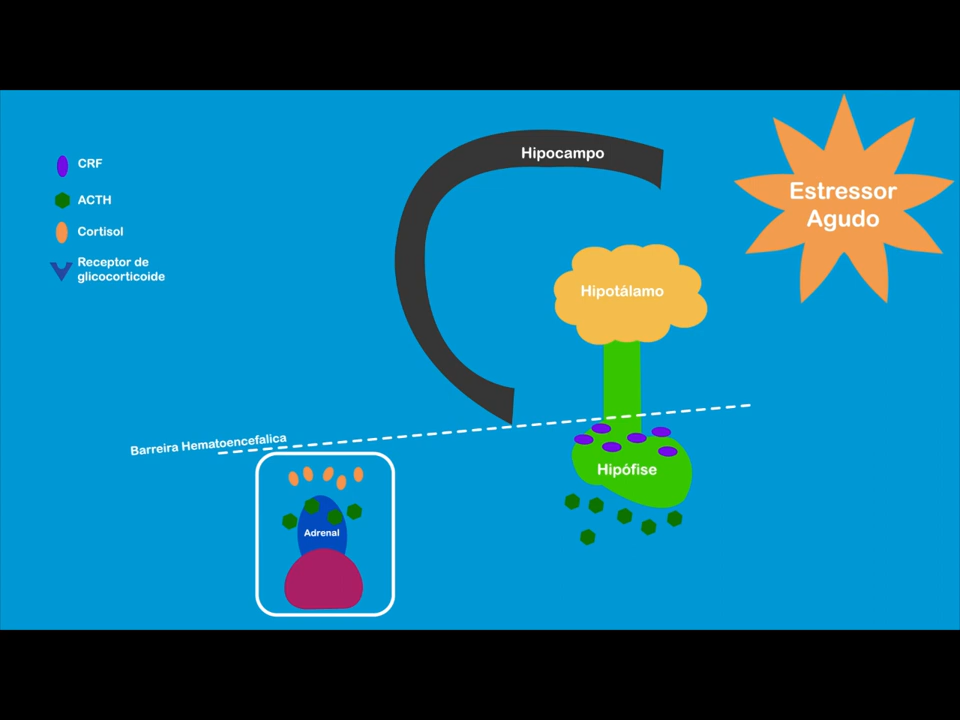 CRF
ACTH
Cortisol
Receptor de
glicocorticoide
Hipocampo
Estressor
Agudo
Hipotálamo
Barreira Hematoencefalica
Hipófise
Adrenal